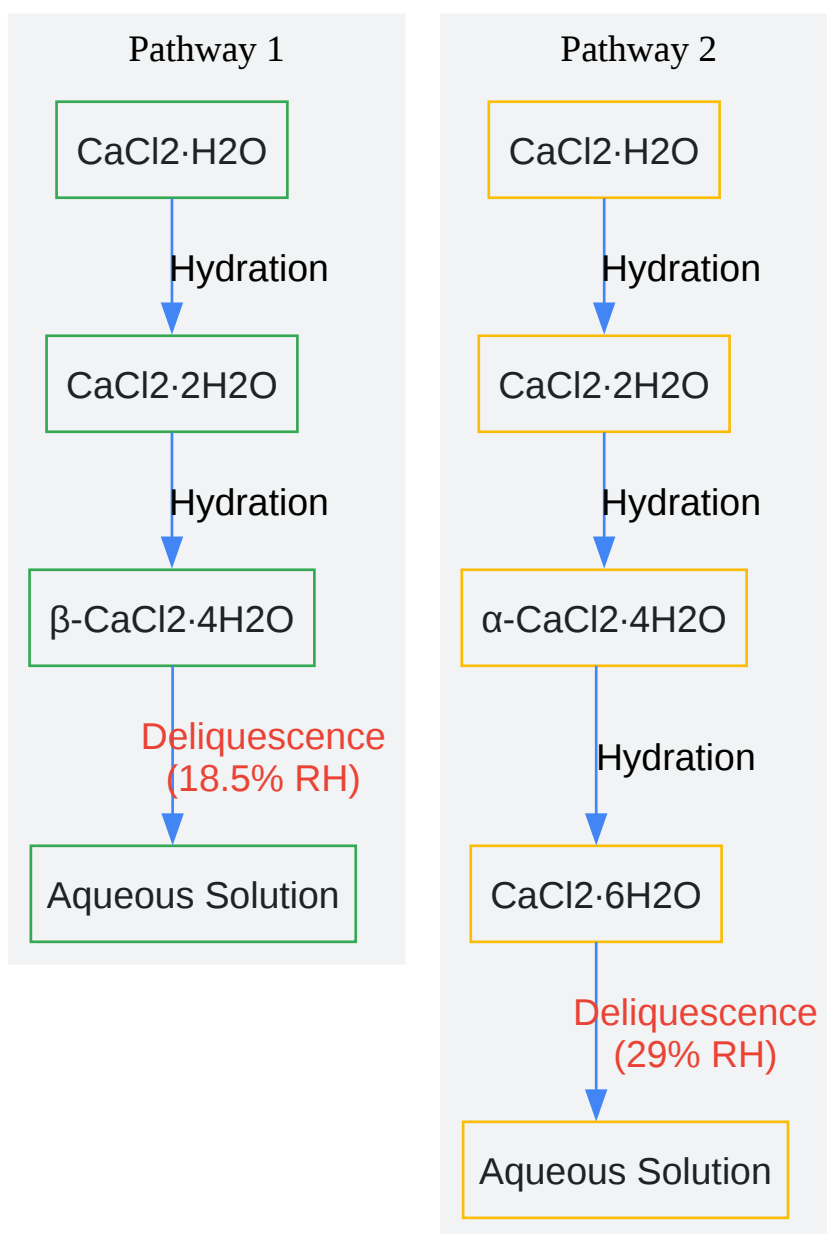 Pathway 1
CaCl2·H2O
Hydration
CaCl2·2H2O
Hydration
β-CaCl2·4H2O
Deliquescence
(18.5% RH)
Aqueous Solution
Pathway 2
CaCl2·H2O
Hydration
CaCl2·2H2O
Hydration
α-CaCl2·4H2O
Hydration
CaCl2·6H2O
Deliquescence
(29% RH)
Aqueous Solution